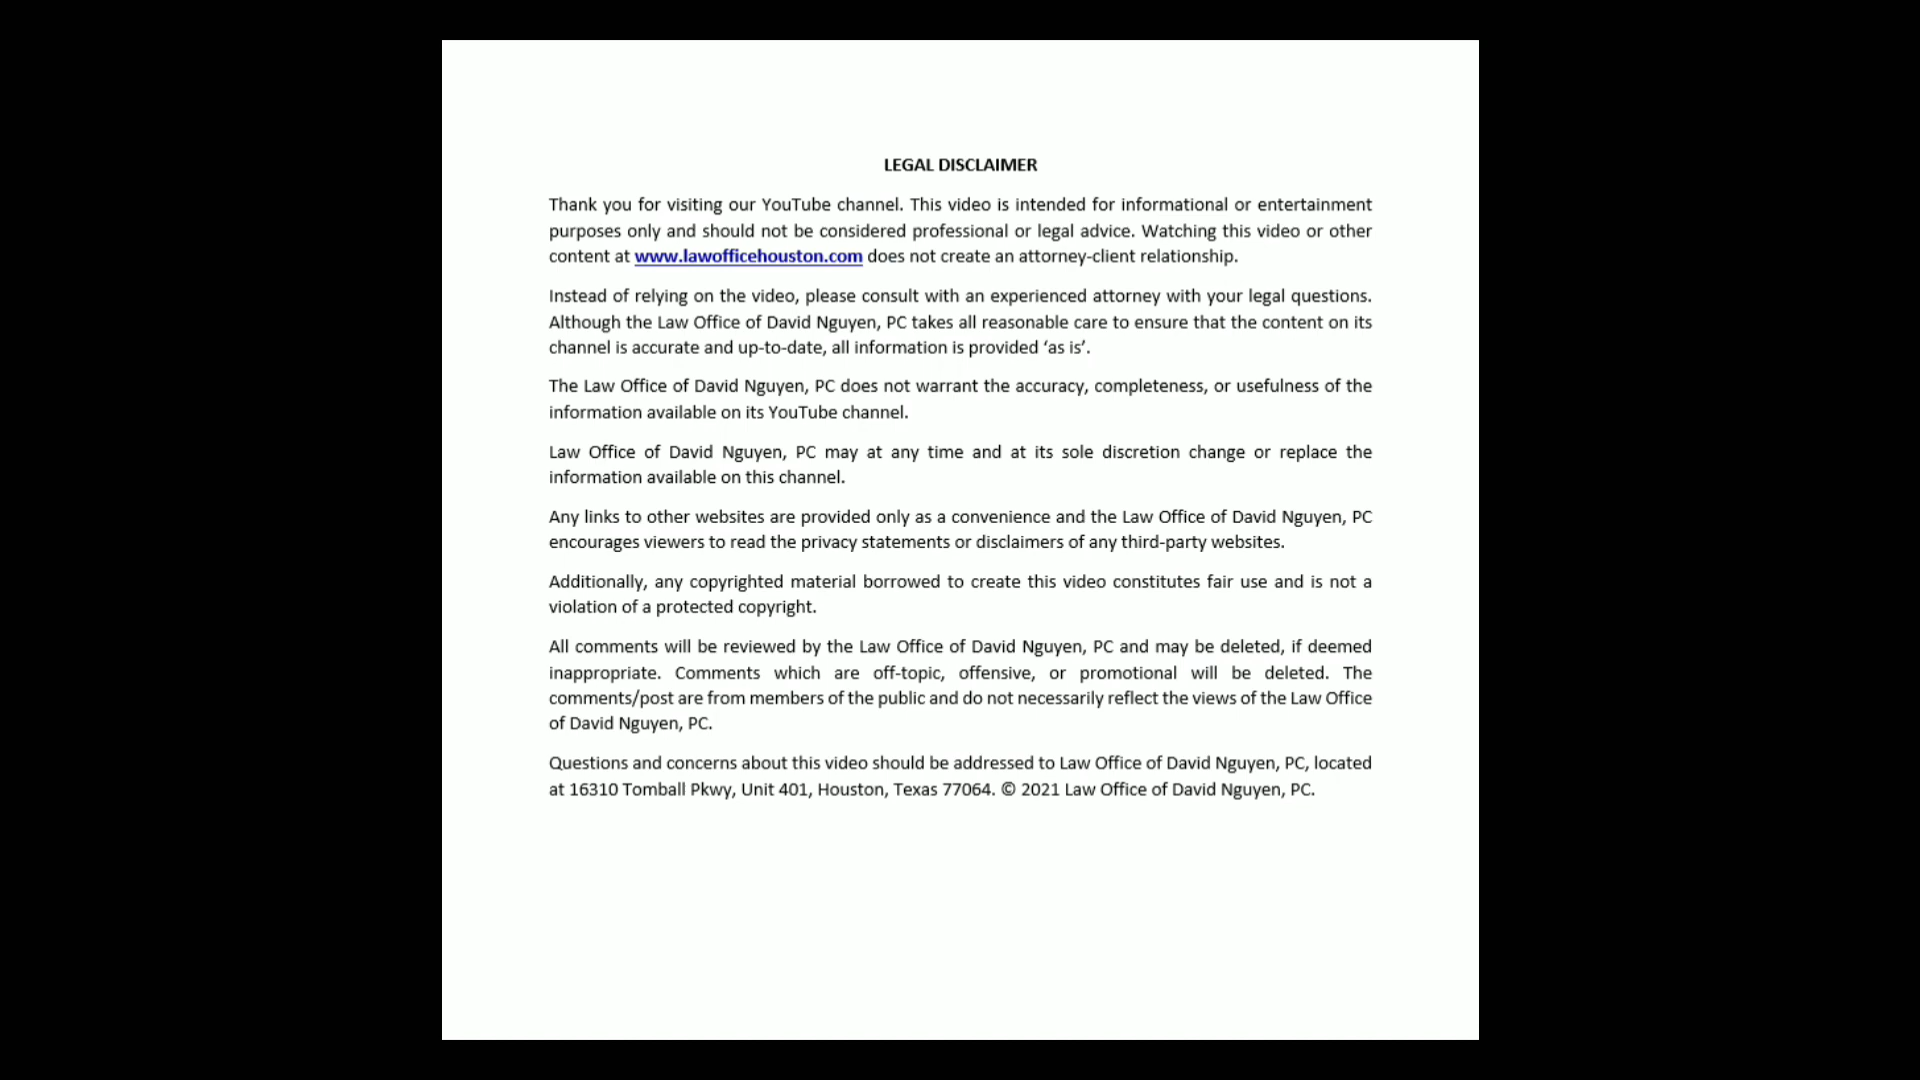 LEGAL DISCLAIMER
Thank you for visiting our YouTube channel. This video is intended for informational or entertainment
purposes only and should not be considered professional or legal advice. Watching this video or other
content at www.lawofficehouston.com does not create an attorney-client relationship.
Instead of relying on the video, please consult with an experienced attorney with your legal questions.
Although the Law Office of David Nguyen, PC takes all reasonable care to ensure that the content on its
channel is accurate and up-to-date, all information is provided ‘as is’.
The Law Office of David Nguyen, PC does not warrant the accuracy, completeness, or usefulness of the
information available on its YouTube channel.
Law Office of David Nguyen, PC may at any time and at its sole discretion change or replace the
information available on this channel.
Any links to other websites are provided only as a convenience and the Law Office of David Nguyen, PC
encourages viewers to read the privacy statements or disclaimers of any third-party websites.
Additionally, any copyrighted material borrowed to create this video constitutes fair use and is not a
violation of a protected copyright.
All comments will be reviewed by the Law Office of David Nguyen, PC and may be deleted, if deemed
inappropriate. Comments which are off-topic, offensive, or promotional will be deleted. The
comments/post are from members of the public and do not necessarily reflect the views of the Law Office
of David Nguyen, PC.
Questions and concerns about this video should be addressed to Law Office of David Nguyen, PC, located
at 16310 Tomball Pkwy, Unit 401, Houston, Texas 77064. © 2021 Law Office of David Nguyen, PC.